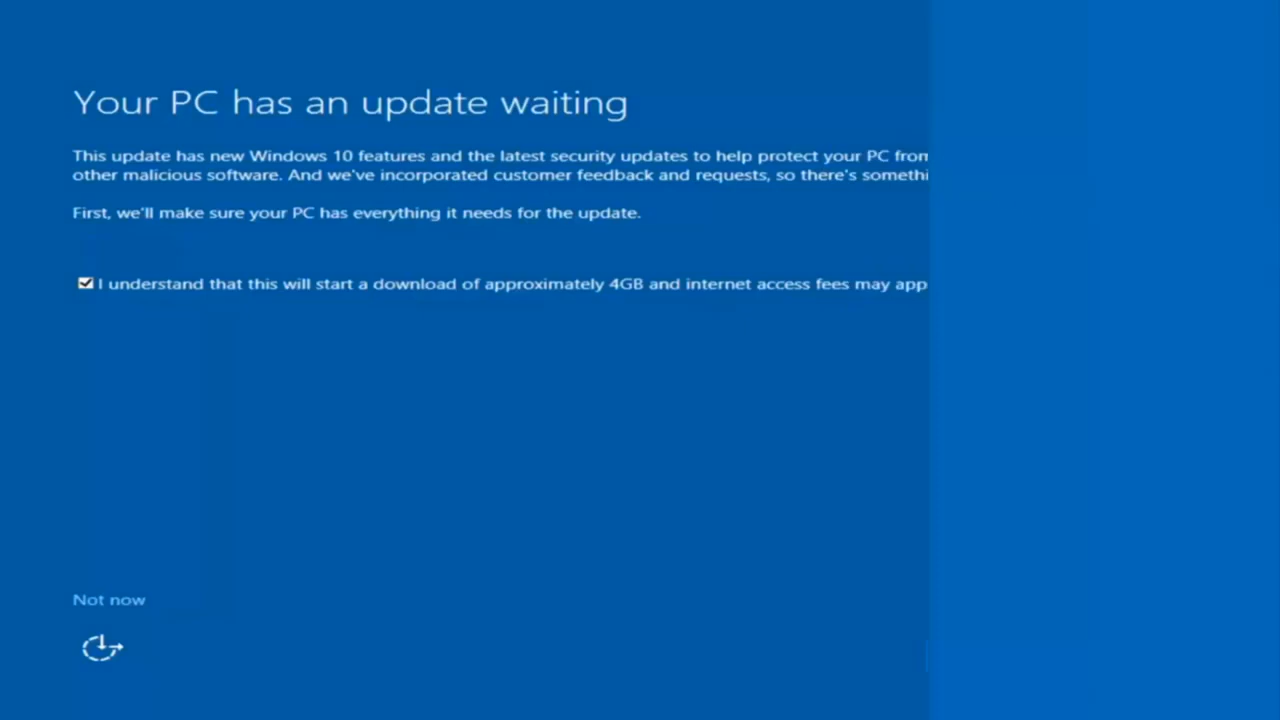 Your PC has an update waiting
This update has new Windows 10 features and the latest security updates to help protect your PC from
other malicious software. And we've incorporated customer feedback and requests, so there's somethi
First, we'll make sure your PC has everything it needs for the update.
I understand that this will start a download of approximately 4GB and internet access fees may app
Not now